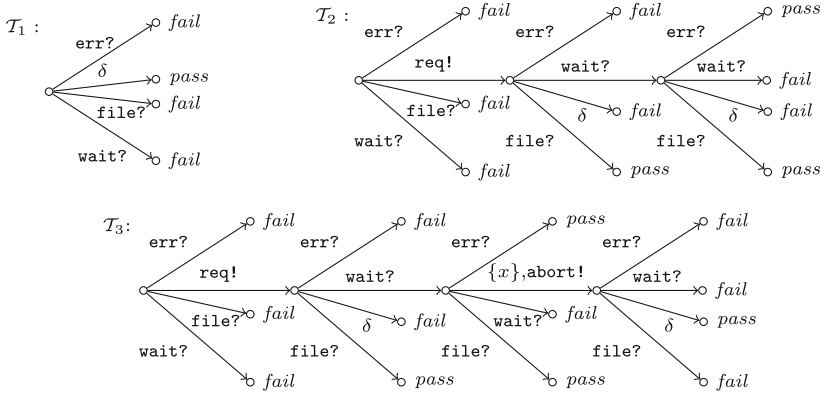 𝒯₁ :
err? fail
δ pass
file? fail
wait? fail
𝒯₂ :
err? fail err? fail err? pass
req! wait? wait? fail
file? fail δ fail δ fail
wait? fail file? pass file? pass
𝒯₃:
err? fail err? fail err? pass err? fail
req! wait? {x},abort! wait? fail
file? fail δ fail wait? fail δ pass
wait? fail file? pass file? pass file? fail